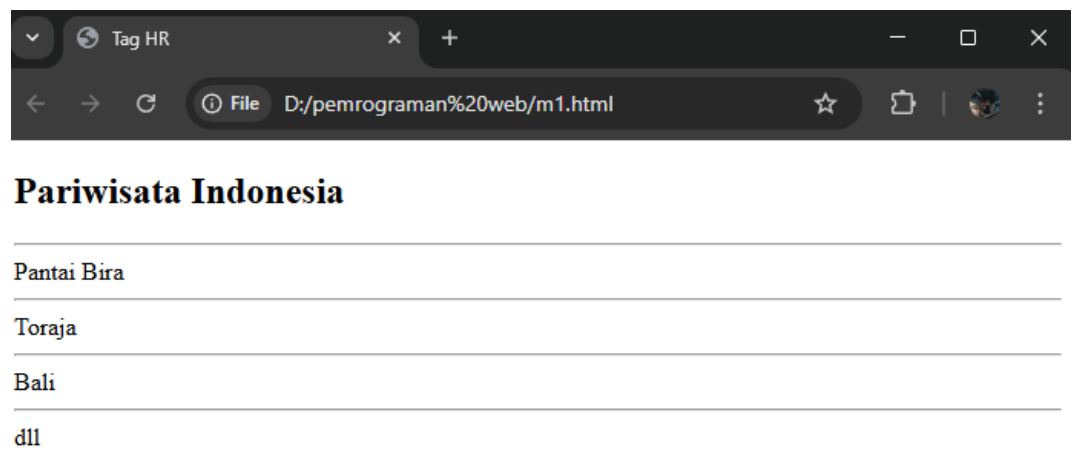 Tag HR
File D:/pemrograman%20web/m1.html
Pariwisata Indonesia
Pantai Bira
Toraja
Bali
dll